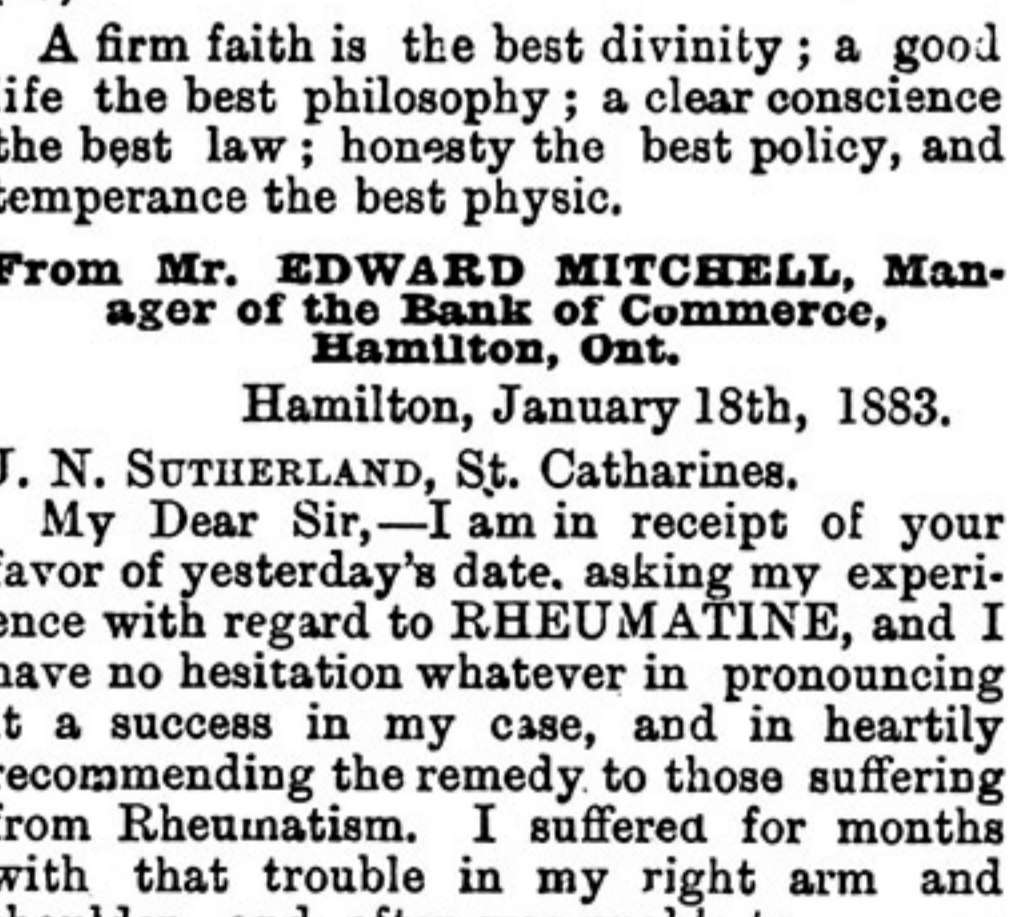 A firm faith is the best divinity; a good
ife the best philosophy; a clear conscience
the best law; honesty the best policy, and
temperance the best physic.
From Mr. EDWARD MITCHELL, Man-
ager of the Bank of Commerce,
Hamilton, Ont.
Hamilton, January 18th, 1883.
J. N. SUTHERLAND, St. Catharines.
My Dear Sir,—I am in receipt of your
favor of yesterday's date. asking my experi-
ence with regard to RHEUMATINE, and I
have no hesitation whatever in pronouncing
t a success in my case, and in heartily
recommending the remedy to those suffering
from Rheumatism. I suffered for months
with that trouble in my right arm and